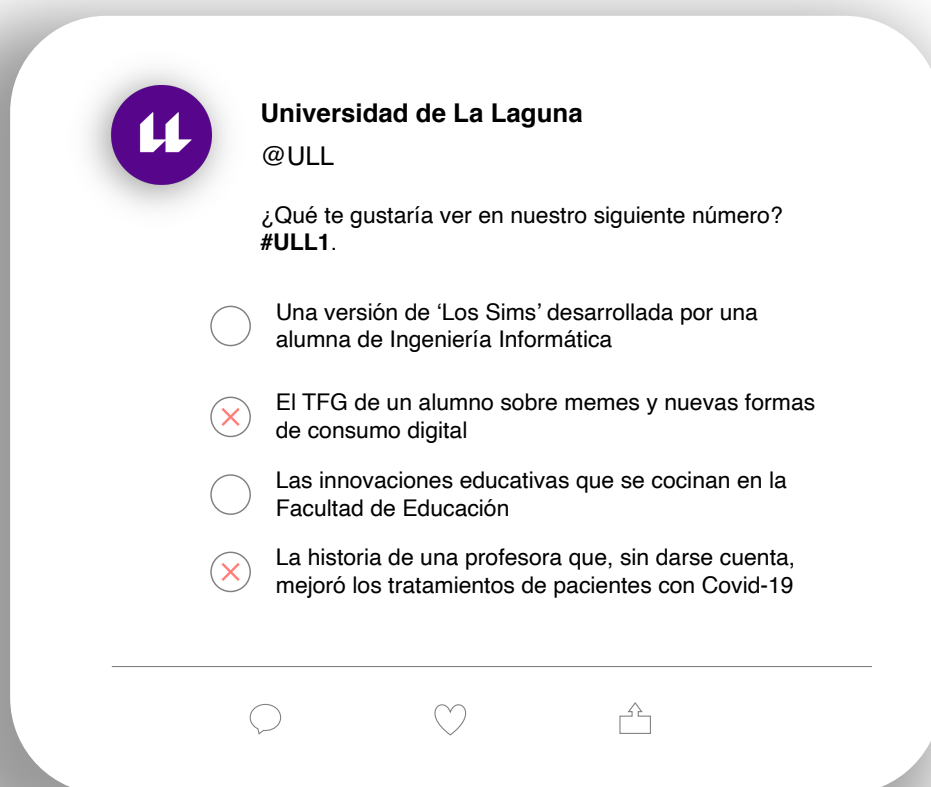 Universidad de La Laguna
@ULL
¿Qué te gustaría ver en nuestro siguiente número?
#ULL1.
Una versión de ‘Los Sims’ desarrollada por una
alumna de Ingeniería Informática
El TFG de un alumno sobre memes y nuevas formas
de consumo digital
Las innovaciones educativas que se cocinan en la
Facultad de Educación
La historia de una profesora que, sin darse cuenta,
mejoró los tratamientos de pacientes con Covid-19